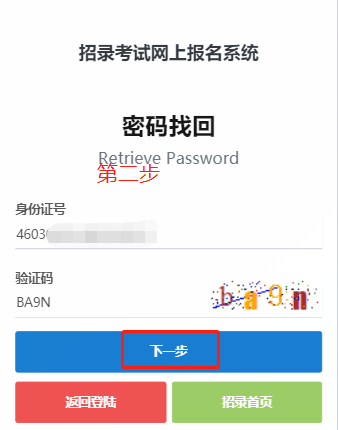 招录考试网上报名系统
密码找回
Retrieve Password
第二步
身份证号
4603
验证码
BA9N
ba9n
下一步
返回登陆
招录首页